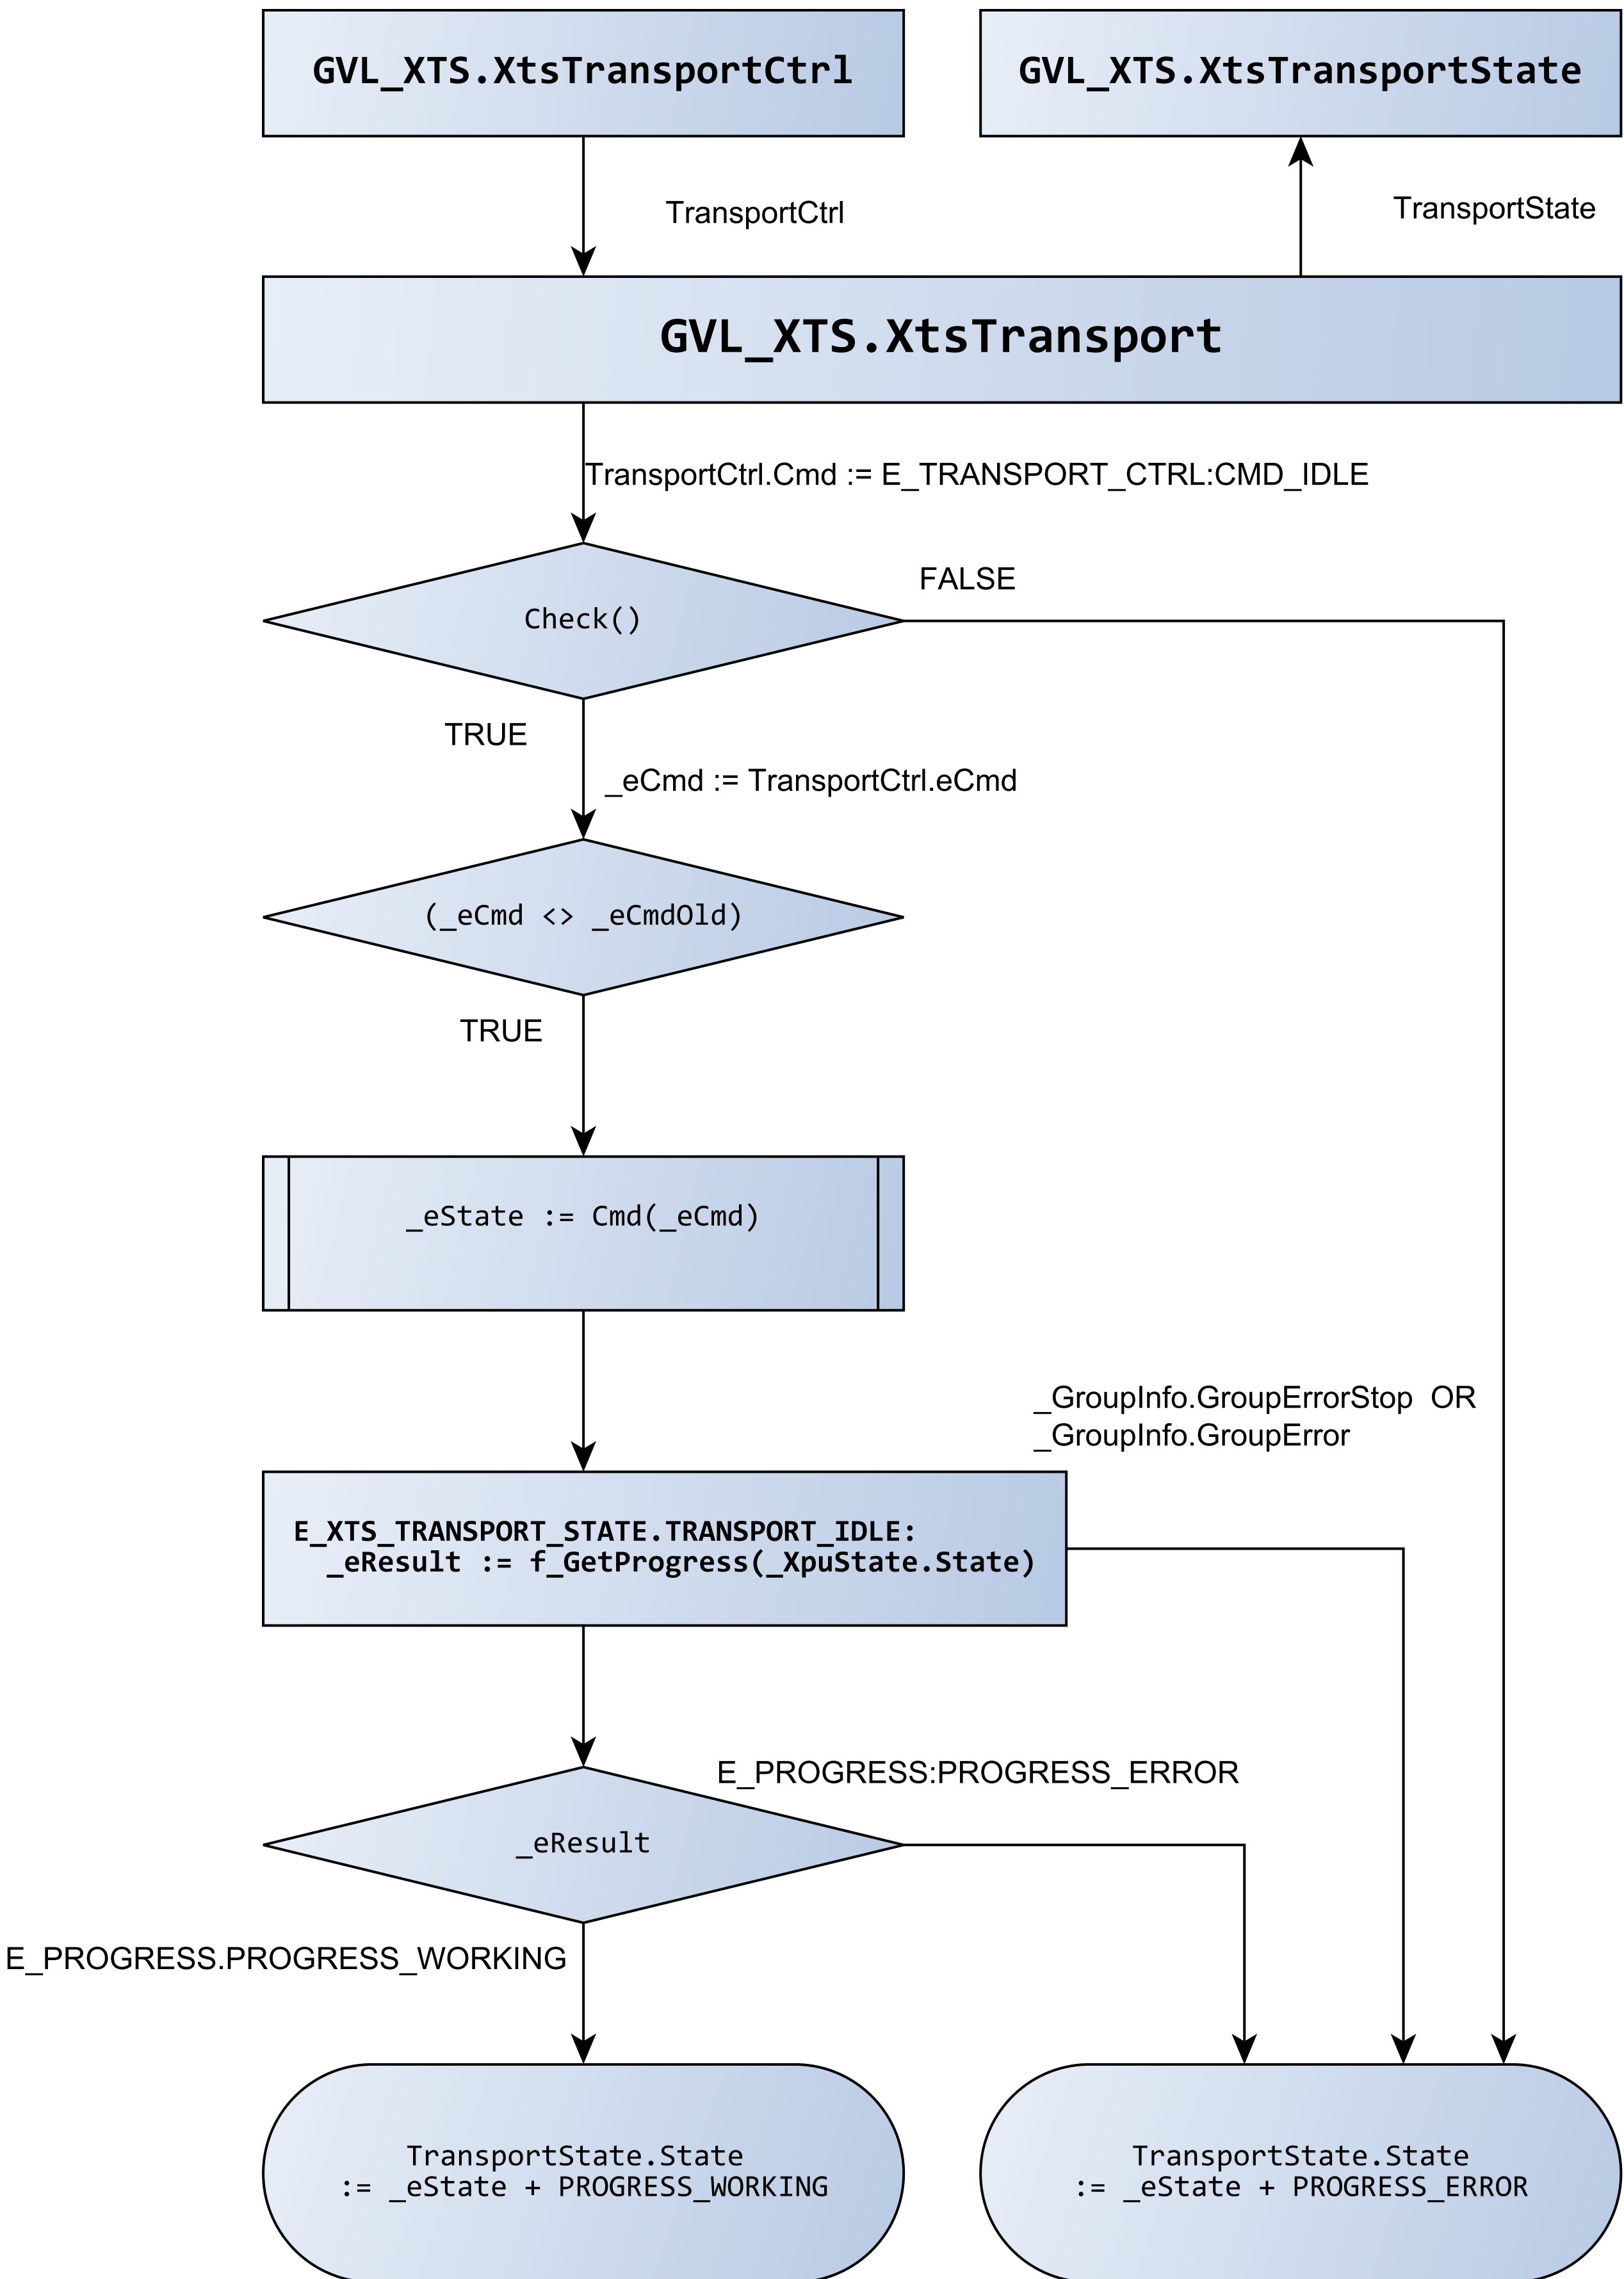 GVL_XTS.XtsTransportCtrl
GVL_XTS.XtsTransportState
TransportCtrl
TransportState
GVL_XTS.XtsTransport
TransportCtrl.Cmd := E_TRANSPORT_CTRL:CMD_IDLE
FALSE
Check()
TRUE
_eCmd := TransportCtrl.eCmd
(_eCmd <> _eCmdOld)
TRUE
_eState := Cmd(_eCmd)
_GroupInfo.GroupErrorStop OR
_GroupInfo.GroupError
E_XTS_TRANSPORT_STATE.TRANSPORT_IDLE:
_eResult := f_GetProgress(_XpuState.State)
E_PROGRESS:PROGRESS_ERROR
_eResult
E_PROGRESS.PROGRESS_WORKING
TransportState.State
:= _eState + PROGRESS_WORKING
TransportState.State
:= _eState + PROGRESS_ERROR